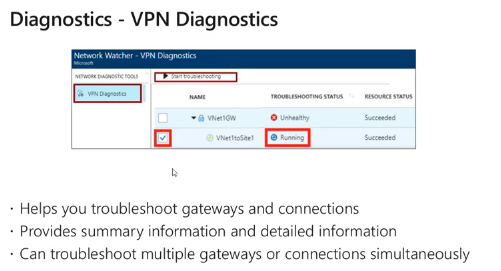 Diagnostics - VPN Diagnostics
Network Watcher - VPN Diagnostics
Microsoft
NETWORK DIAGNOSTIC TOOLS
Start troubleshooting
VPN Diagnostics
NAME TROUBLESHOOTING STATUS RESOURCE STATUS
VNet1GW Unhealthy Succeeded
VNet1toSite1 Running Succeeded
· Helps you troubleshoot gateways and connections
· Provides summary information and detailed information
· Can troubleshoot multiple gateways or connections simultaneously